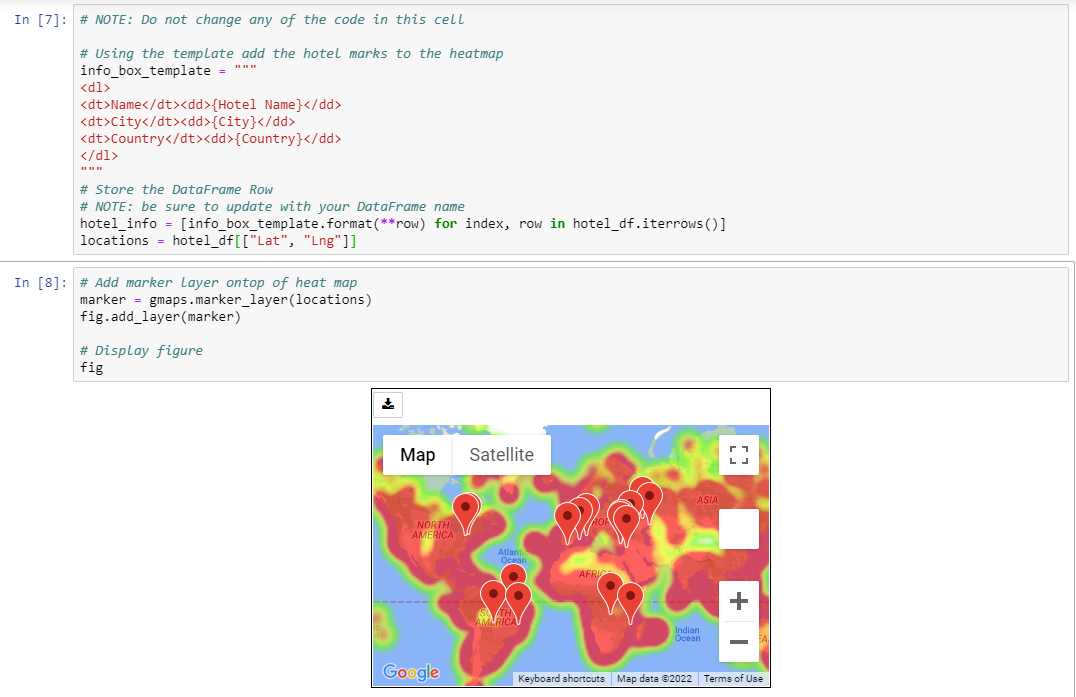 In [7]:
# NOTE: Do not change any of the code in this cell
# Using the template add the hotel marks to the heatmap
info_box_template = """
<dl>
<dt>Name</dt><dd>{Hotel Name}</dd>
<dt>City</dt><dd>{City}</dd>
<dt>Country</dt><dd>{Country}</dd>
</dl>
"""
# Store the DataFrame Row
# NOTE: be sure to update with your DataFrame name
hotel_info = [info_box_template.format(**row) for index, row in hotel_df.iterrows()]
locations = hotel_df[["Lat", "Lng"]]
In [8]:
# Add marker layer ontop of heat map
marker = gmaps.marker_layer(locations)
fig.add_layer(marker)
# Display figure
fig
Map Satellite
ASIA
NORTH
AMERICA
Atlantic
Ocean
SOUTH
AMERICA
Indian
Ocean
Google
Keyboard shortcuts Map data ©2022 Terms of Use